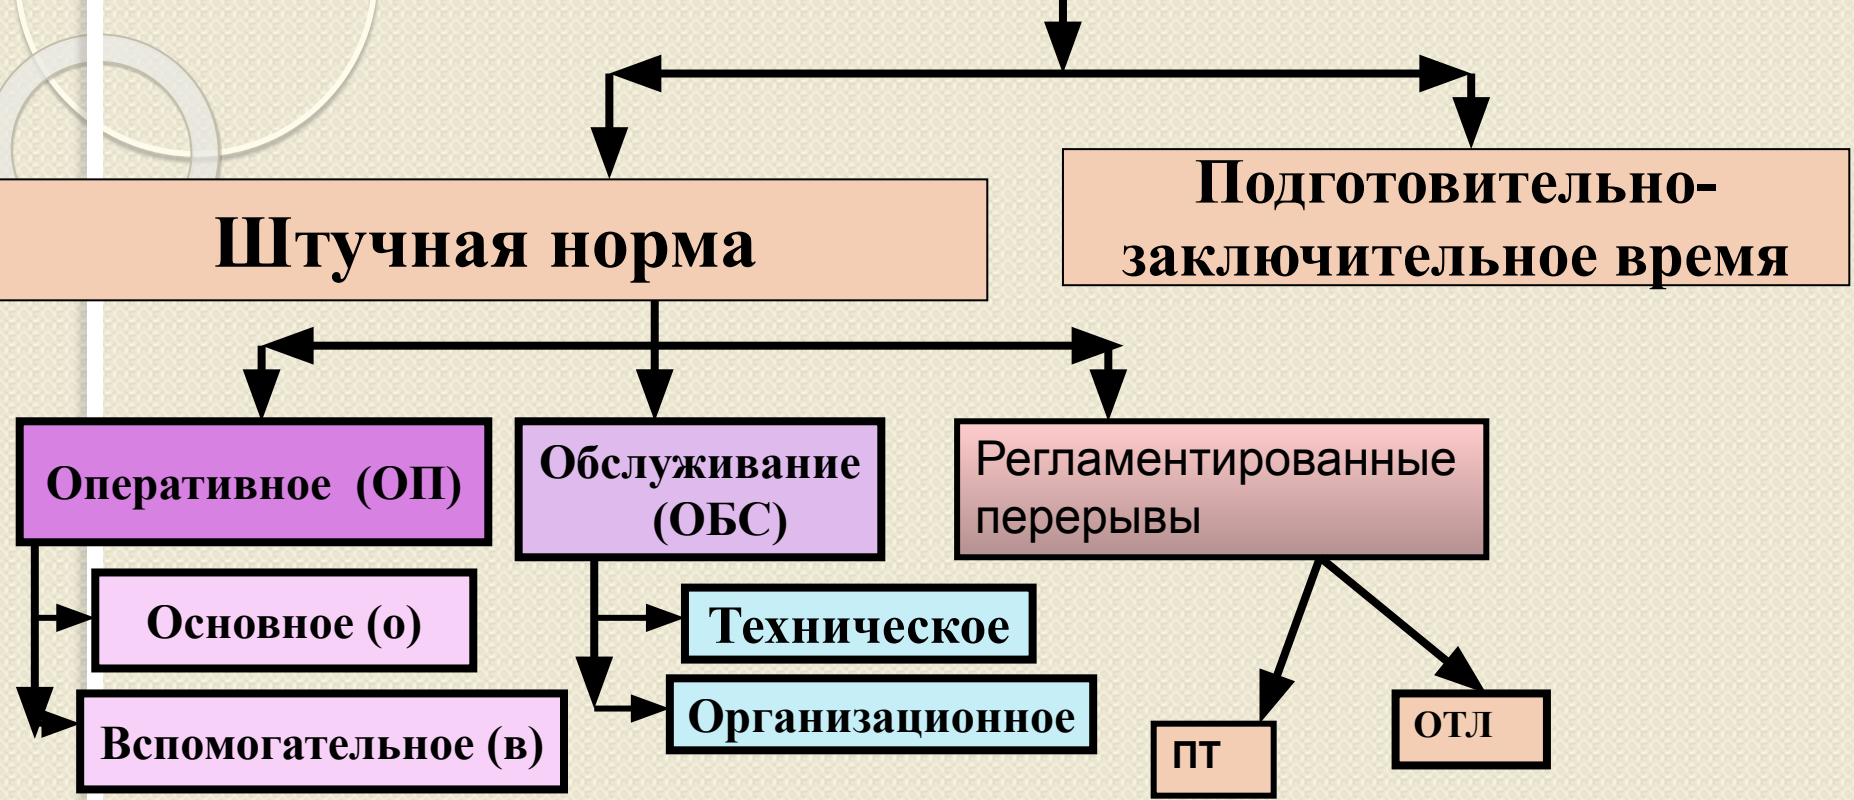 Штучная норма
Подготовительно-
заключительное время
Оперативное (ОП)
Обслуживание
(ОБС)
Регламентированные
перерывы
Основное (о)
Вспомогательное (в)
Техническое
Организационное
ПТ
ОТЛ